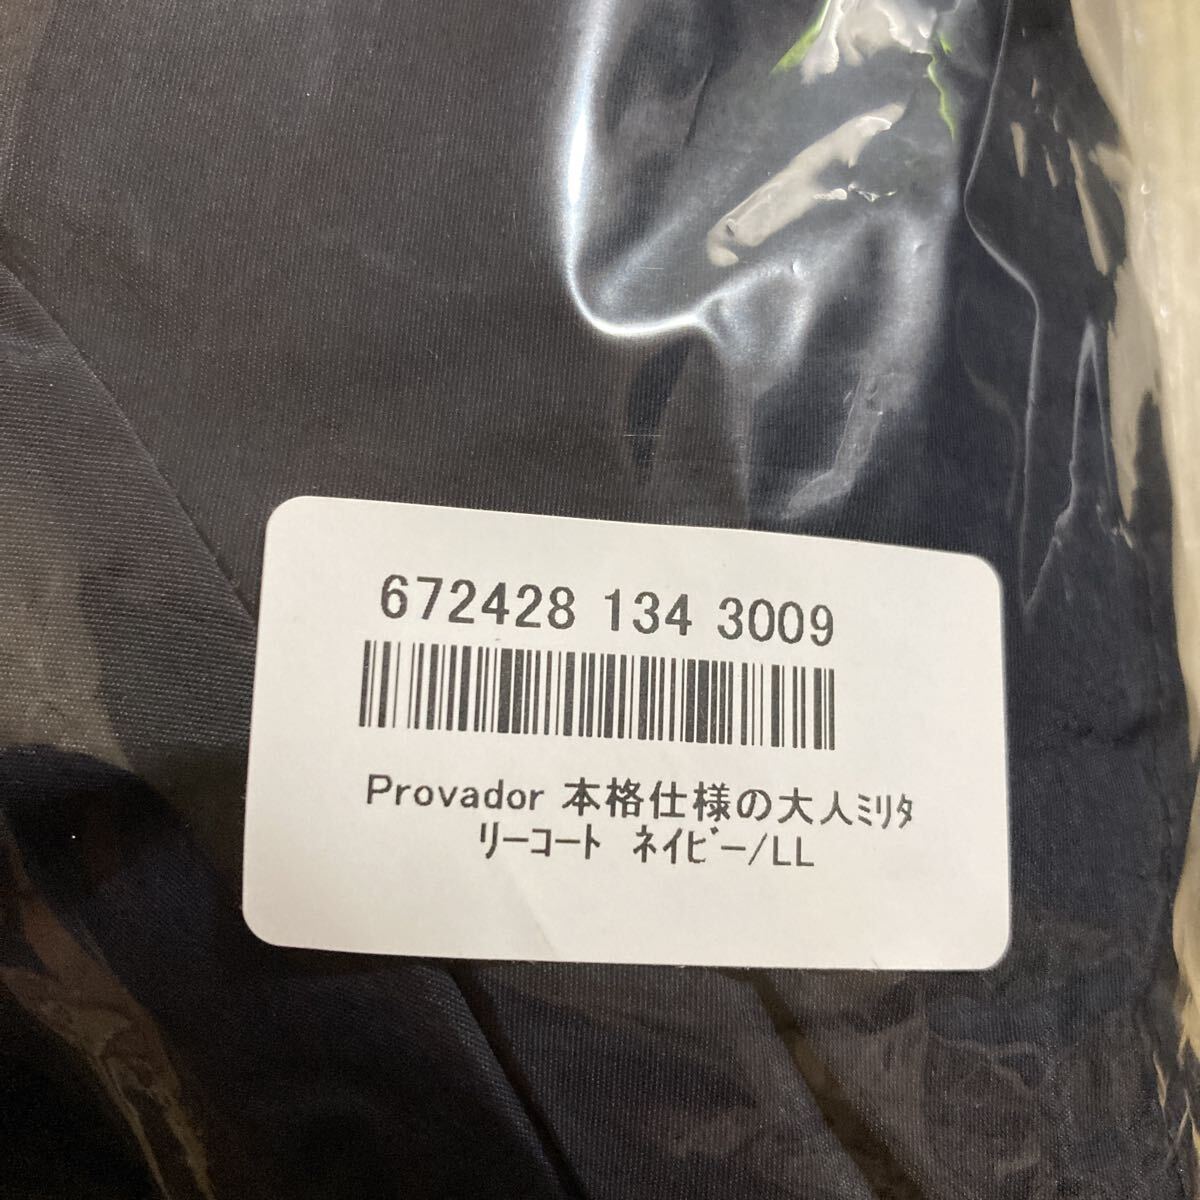 672428 134 3009
Provador 本格仕様の大人ﾐﾘﾀ
ﾘｰｺｰﾄ ﾈｲﾋﾞｰ/LL